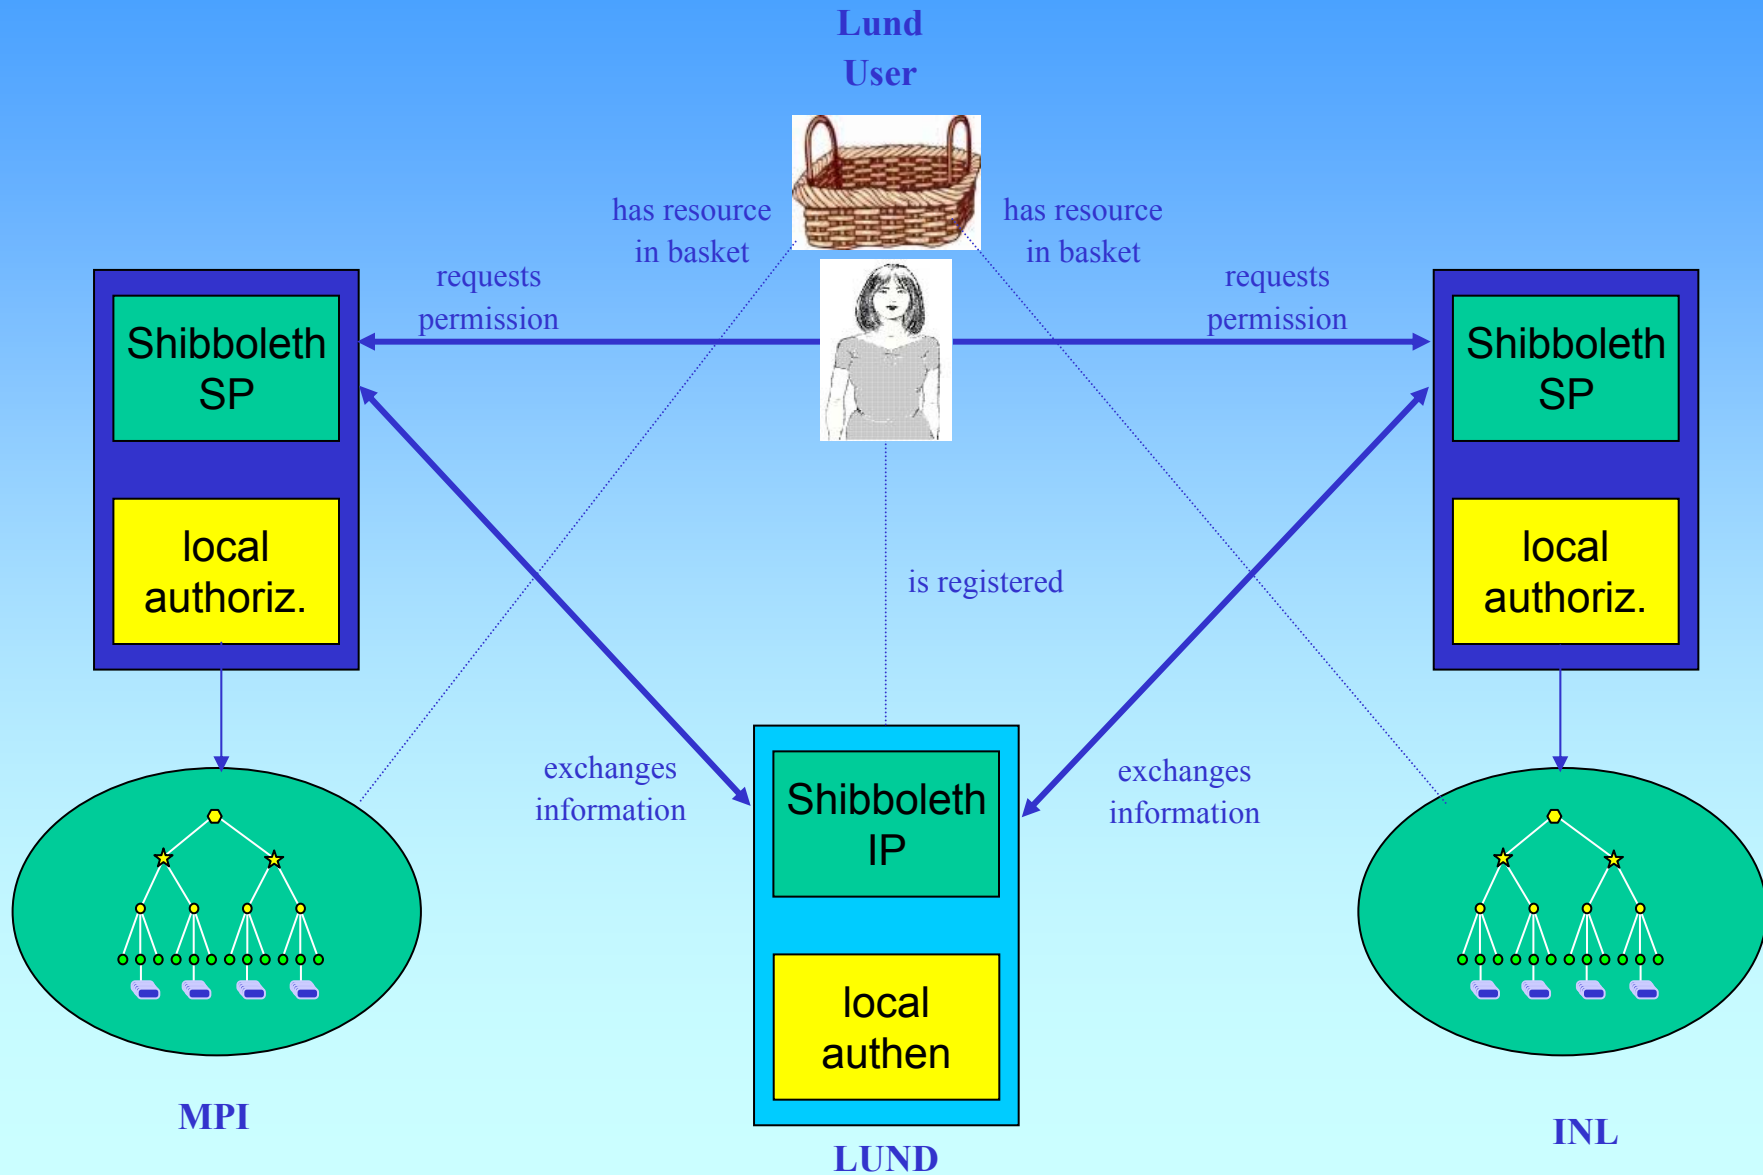 Lund
User
has resource
in basket
has resource
in basket
requests
permission
requests
permission
Shibboleth
SP
Shibboleth
SP
local
authoriz.
local
authoriz.
is registered
exchanges
information
exchanges
information
Shibboleth
IP
local
authen
MPI
LUND
INL